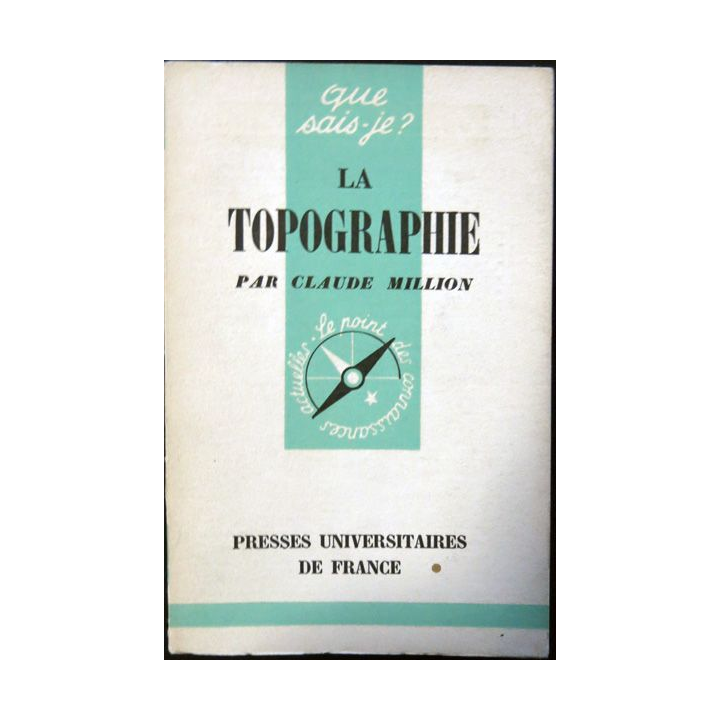 que
sais-je?
LA
TOPOGRAPHIE
PAR CLAUDE MILLION
Le point des connaissances actuelles.
PRESSES UNIVERSITAIRES
DE FRANCE